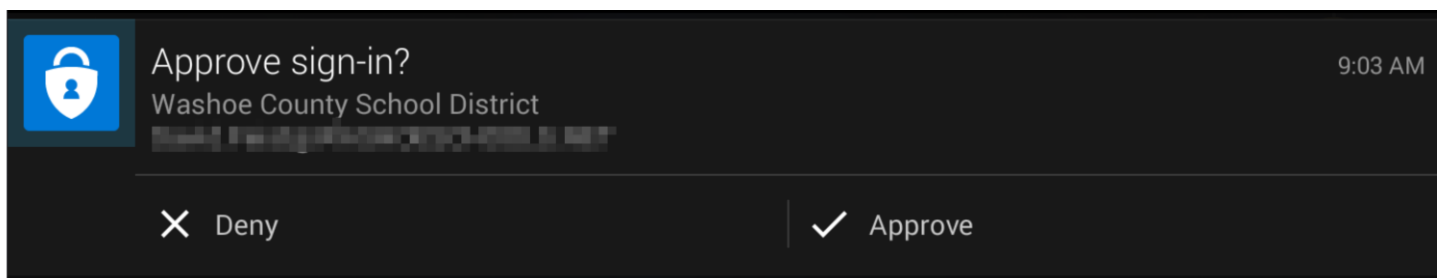 Approve sign-in?
9:03 AM
Washoe County School District
Deny
Approve